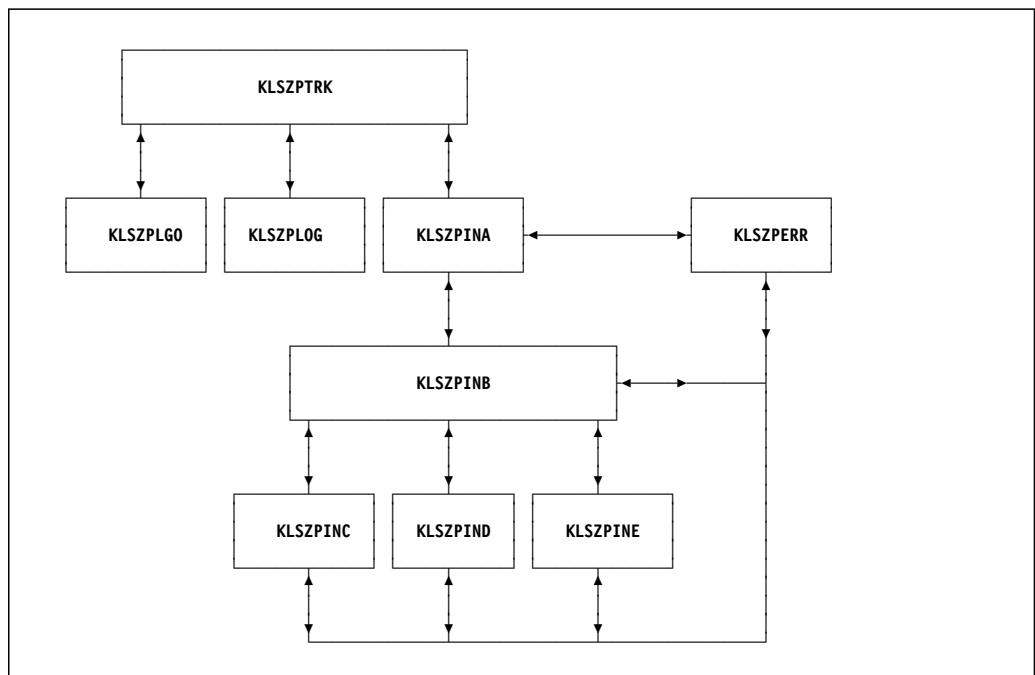 KLSZPTRK
KLSZPLGO
KLSZPLOG
KLSZPINA
KLSZPERR
KLSZPINB
KLSZPINC
KLSZPIND
KLSZPINE